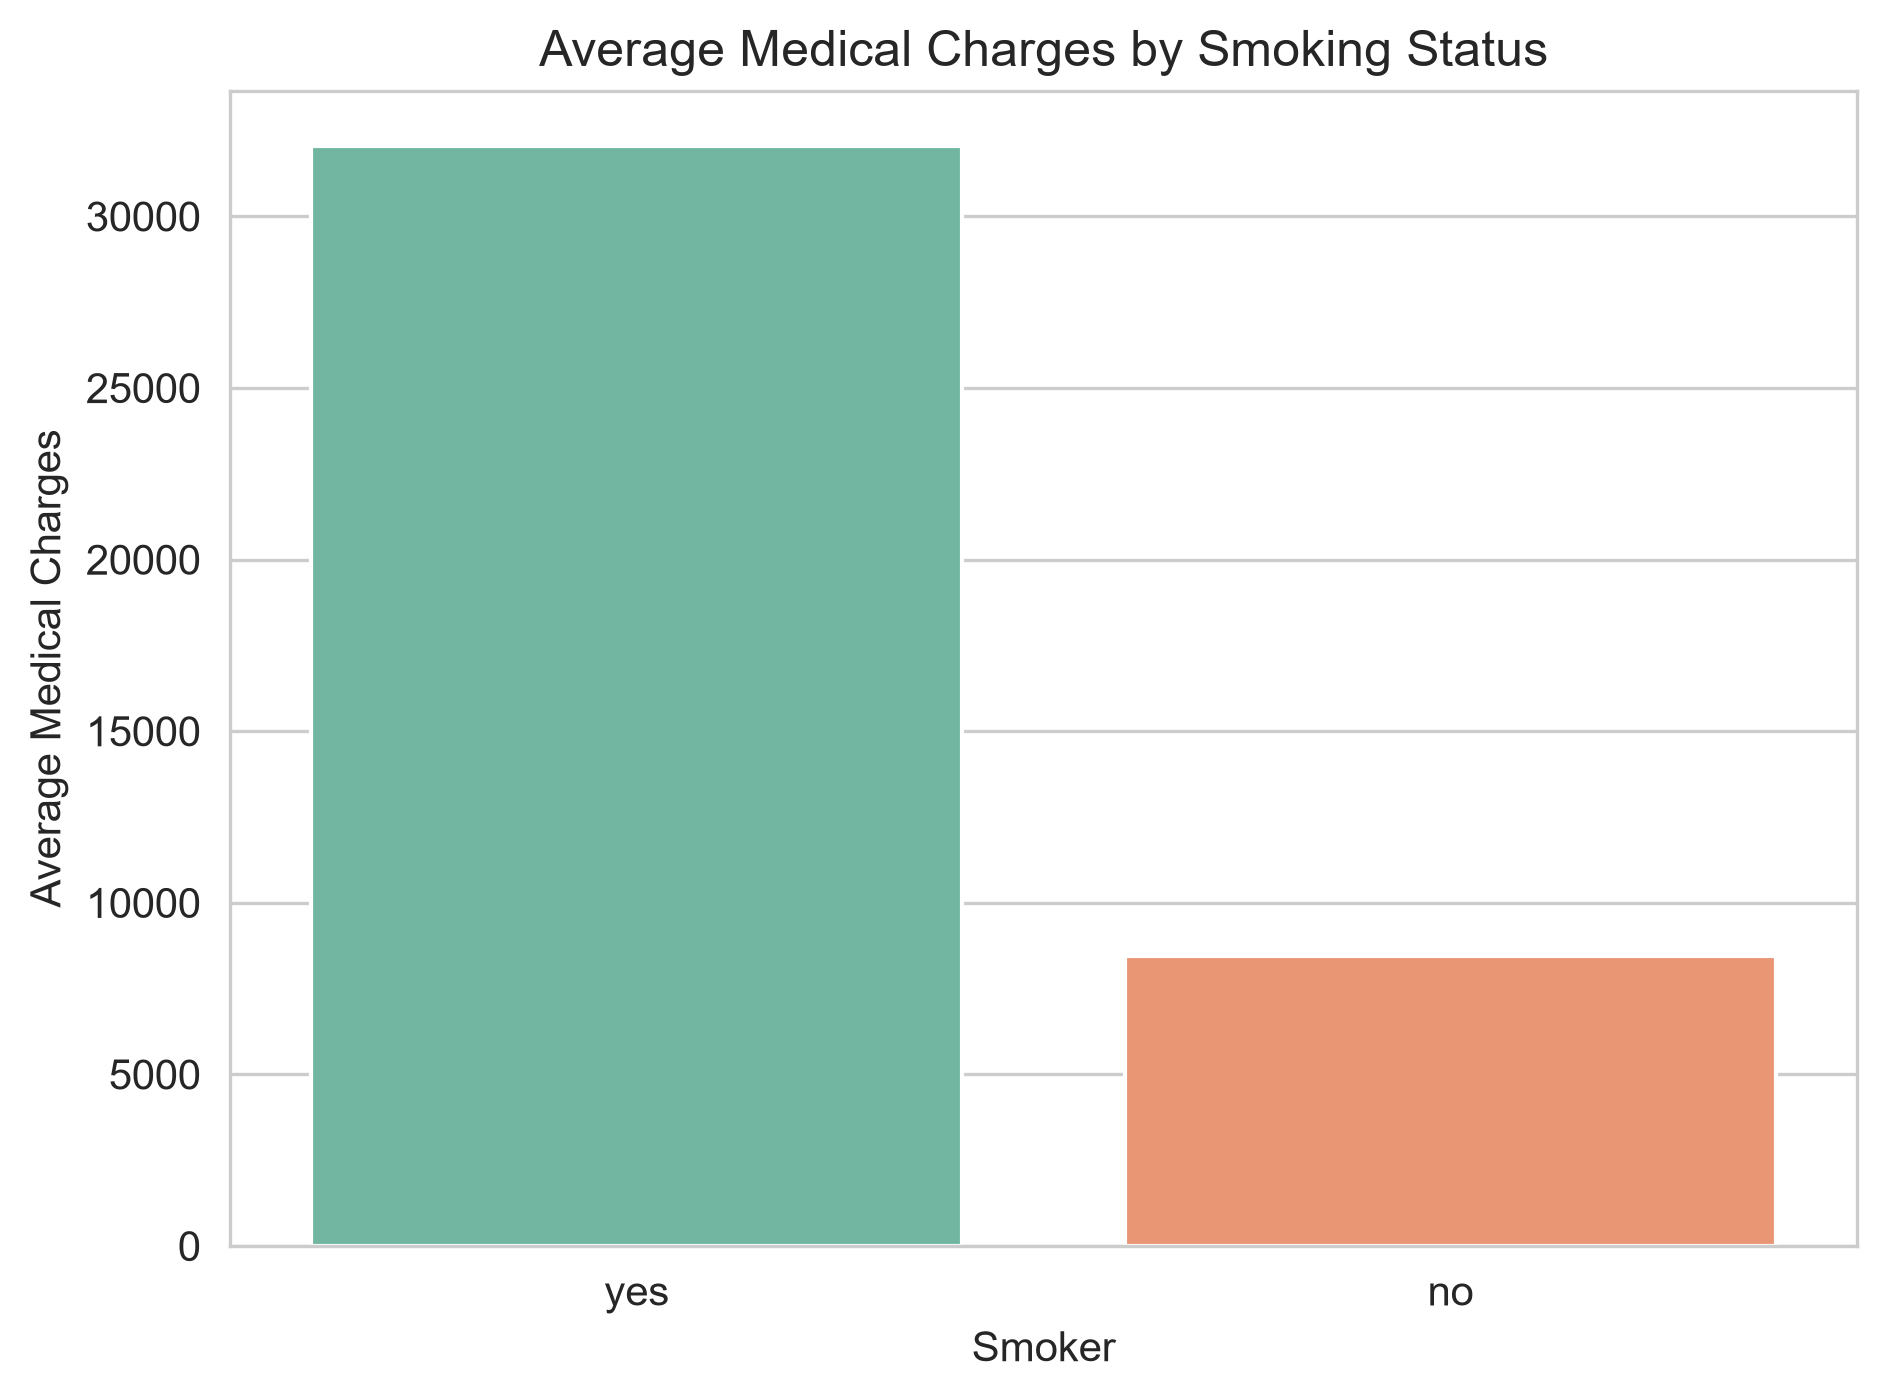 Average Medical Charges by Smoking Status
Average Medical Charges
30000
25000
20000
15000
10000
5000
0
yes
no
Smoker